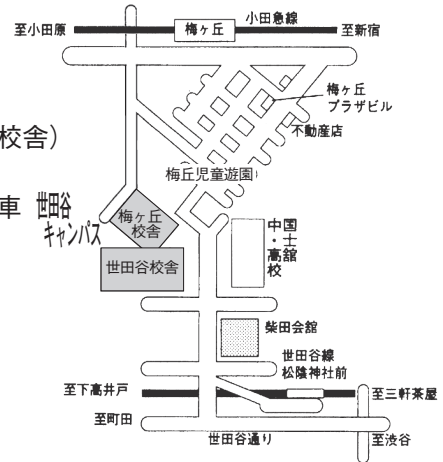 小田急線
至小田原
梅ヶ丘
至新宿
梅ヶ丘
プラザビル
不動産店
校舎）
梅丘児童遊園
車
世田谷
キャンパス
梅ヶ丘
校舎
世田谷校舎
国士舘
中・高校
柴田会舘
世田谷線
松陰神社前
至下高井戸
至三軒茶屋
至町田
世田谷通り
至渋谷